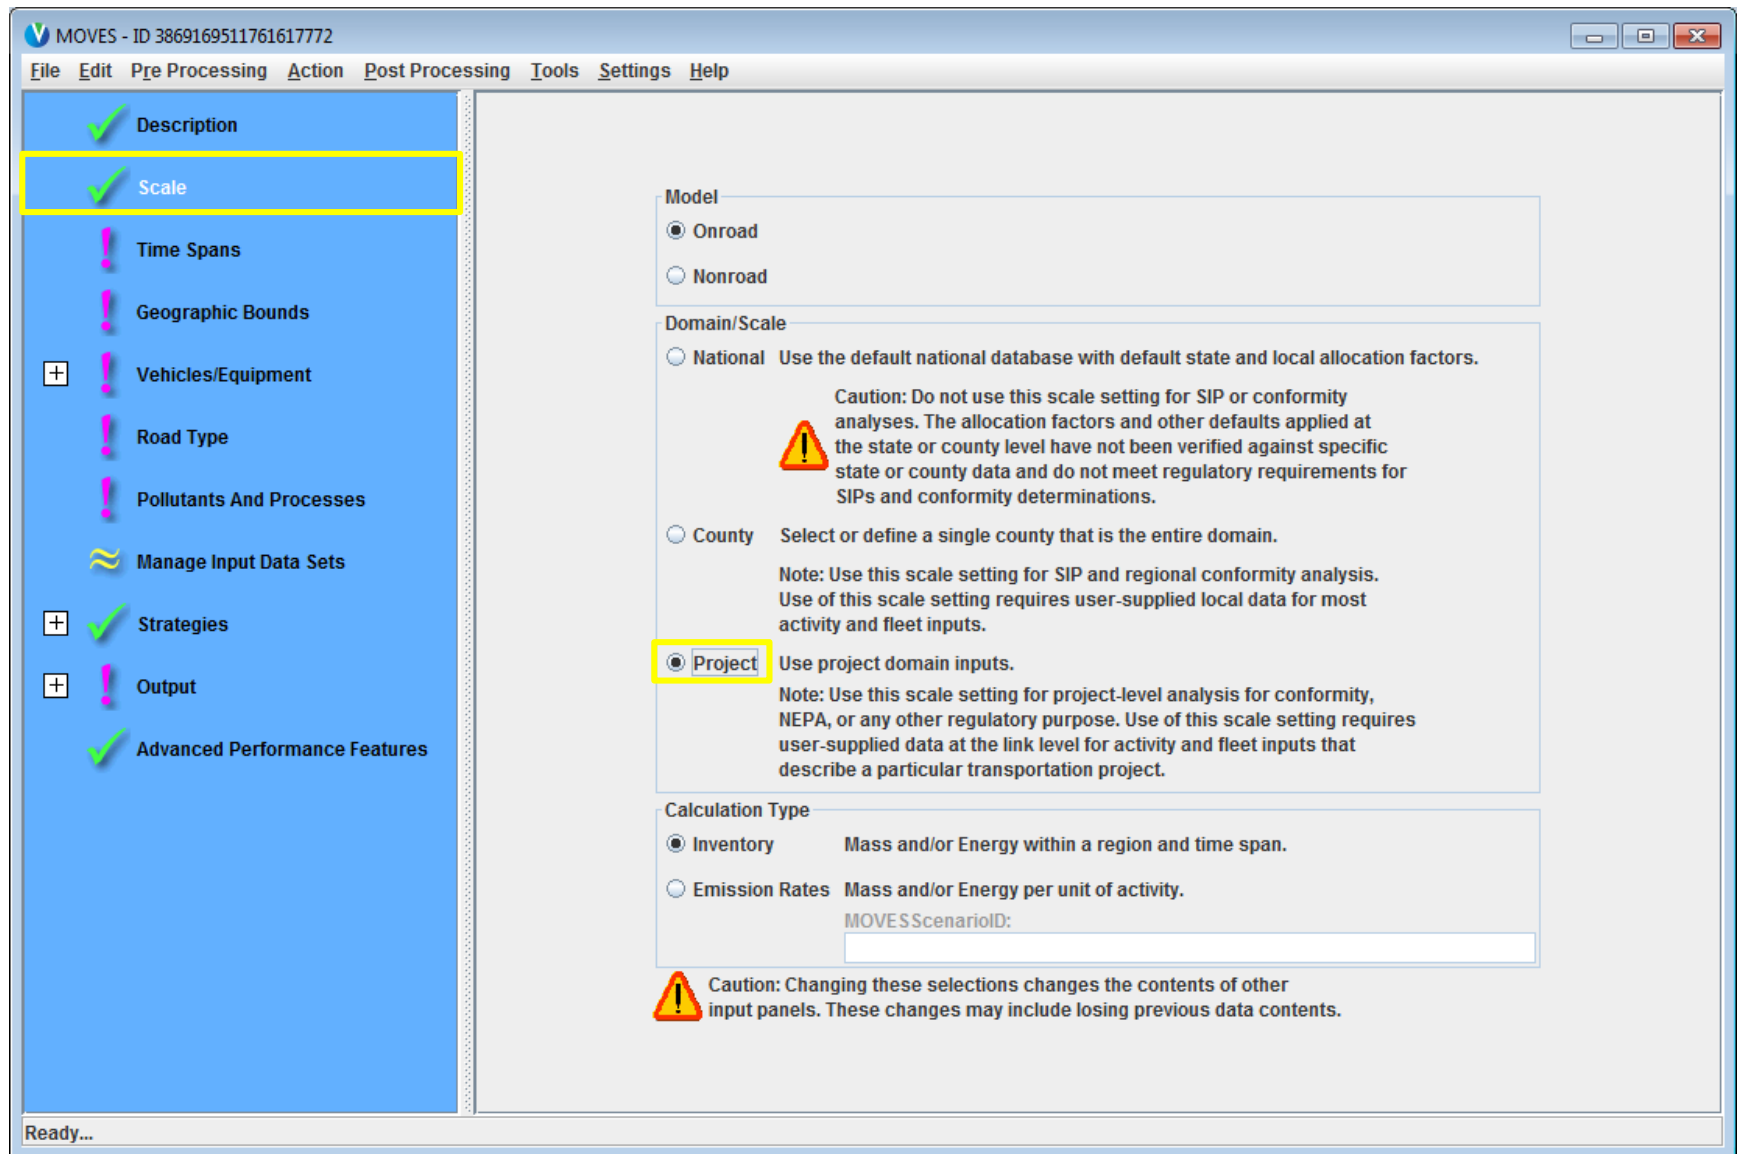 MOVES - ID 3869169511761617772
File Edit Pre Processing Action Post Processing Tools Settings Help
Description
Scale
Time Spans
Geographic Bounds
Vehicles/Equipment
Road Type
Pollutants And Processes
Manage Input Data Sets
Strategies
Output
Advanced Performance Features
Model
Onroad
Nonroad
Domain/Scale
National Use the default national database with default state and local allocation factors.
Caution: Do not use this scale setting for SIP or conformity
analyses. The allocation factors and other defaults applied at
the state or county level have not been verified against specific
state or county data and do not meet regulatory requirements for
SIPs and conformity determinations.
County Select or define a single county that is the entire domain.
Note: Use this scale setting for SIP and regional conformity analysis.
Use of this scale setting requires user-supplied local data for most
activity and fleet inputs.
Project Use project domain inputs.
Note: Use this scale setting for project-level analysis for conformity,
NEPA, or any other regulatory purpose. Use of this scale setting requires
user-supplied data at the link level for activity and fleet inputs that
describe a particular transportation project.
Calculation Type
Inventory Mass and/or Energy within a region and time span.
Emission Rates Mass and/or Energy per unit of activity.
MOVESScenarioID:
Caution: Changing these selections changes the contents of other
input panels. These changes may include losing previous data contents.
Ready...